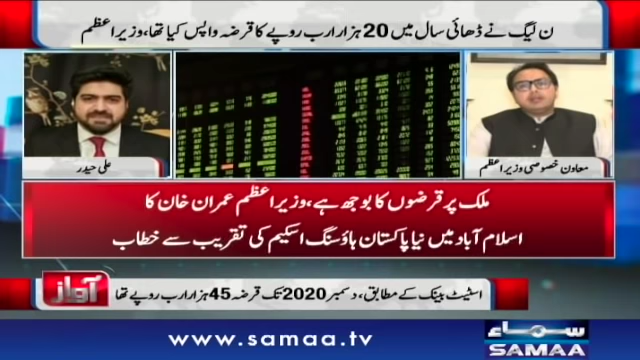 ن لیگ نے ڈھائی سال میں 20 ہزار ارب روپے کا قرضہ واپس کیا تھا، وزیراعظم
علی حیدر
معاون خصوصی وزیراعظم
ملک پر قرضوں کا بوجھ ہے، وزیراعظم عمران خان کا
اسلام آباد میں نیا پاکستان ہاؤسنگ اسکیم کی تقریب سے خطاب
آواز
اسٹیٹ بینک کے مطابق، دسمبر 2020 تک قرضہ 45 ہزار ارب روپے تھا
www.samaa.tv
سماء
SAMAA